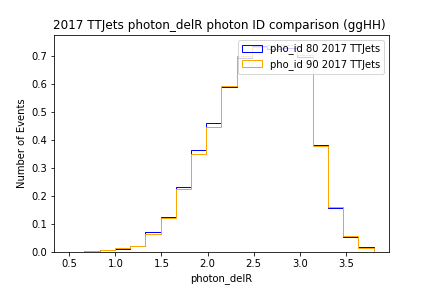 2017 TTJets photon_delR photon ID comparison (ggHH)
pho_id 80 2017 TTJets
pho_id 90 2017 TTJets
Number of Events
0.7
0.6
0.5
0.4
0.3
0.2
0.1
0.0
0.5 1.0 1.5 2.0 2.5 3.0 3.5
photon_delR